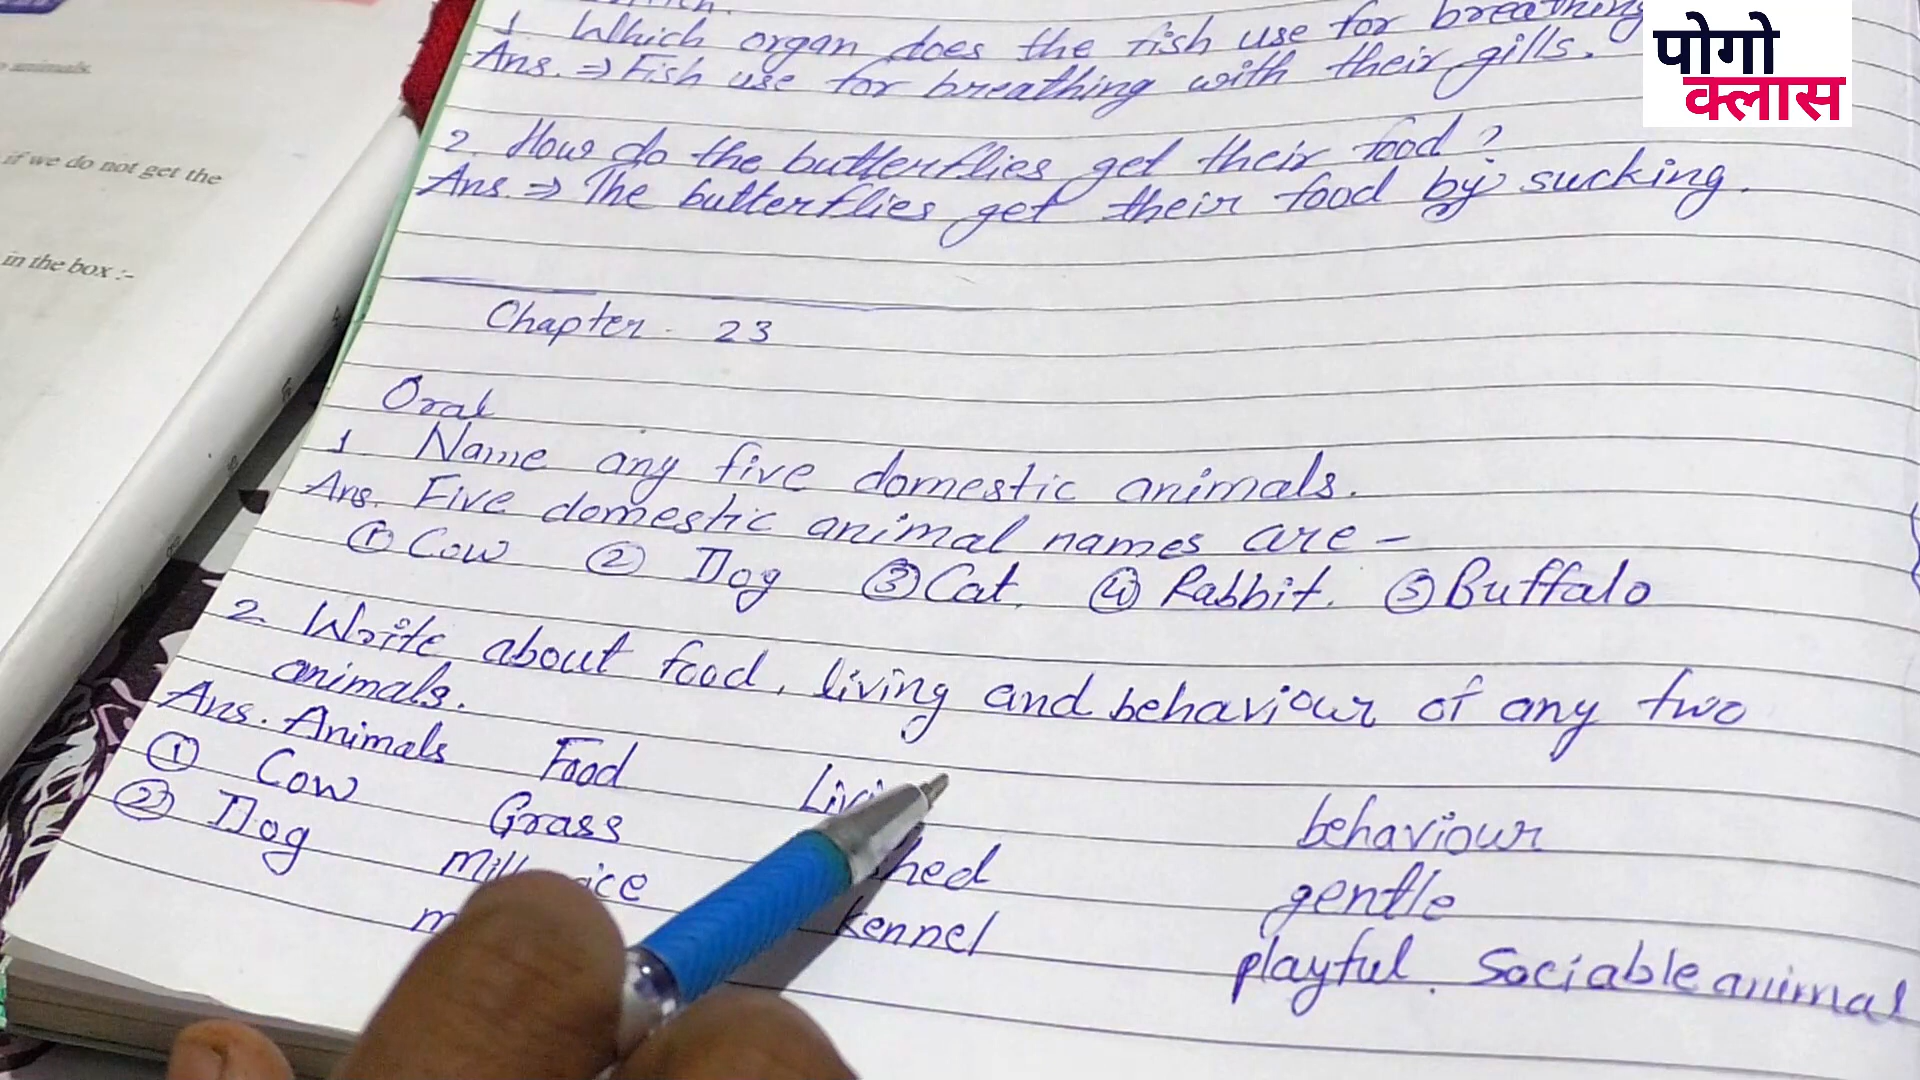 animals.
if we do not get the
in the box :-
पोगो
क्लास
1. Which organ does the fish use for breathing
Ans. ⇒ Fish use for breathing with their gills.
2. How do the butterflies get their food?
Ans. ⇒ The butterflies get their food by sucking.
Chapter - 23
Oral
1 Name any five domestic animals.
Ans. Five domestic animal names are -
① Cow ② Dog ③ Cat. ④ Rabbit. ⑤ Buffalo
2. Write about food, living and behaviour of any two
animals.
Ans. Animals Food behaviour
① Cow Grass gentle
② Dog kennel playful. Sociable animal